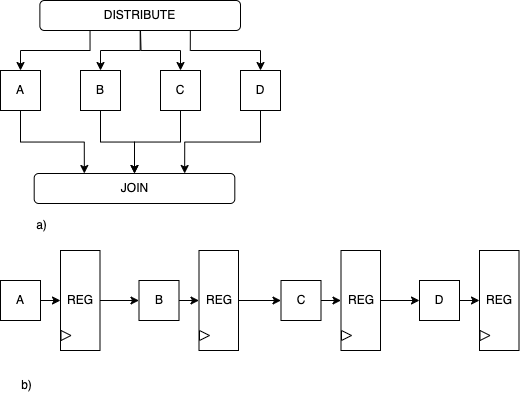 DISTRIBUTE
A B C D
JOIN
a)
A REG B REG C REG D REG
b)